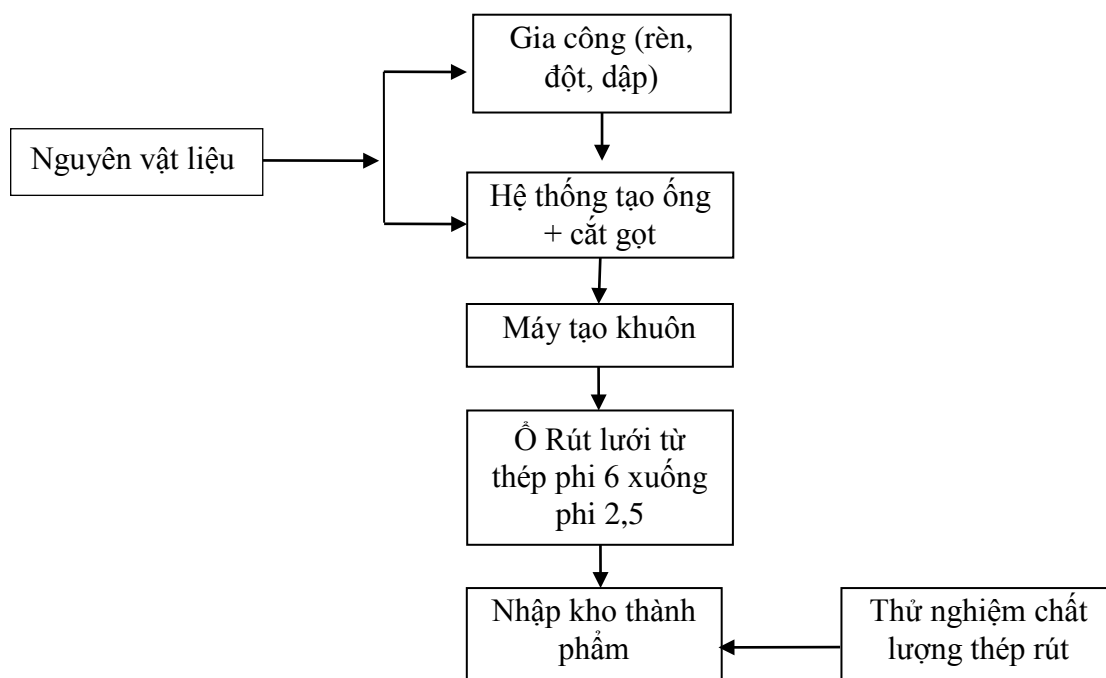 Gia công (rèn,
đột, dập)
Nguyên vật liệu
Hệ thống tạo ống
+ cắt gọt
Máy tạo khuôn
Ổ Rút lưới từ
thép phi 6 xuống
phi 2,5
Nhập kho thành
phẩm
Thử nghiệm chất
lượng thép rút